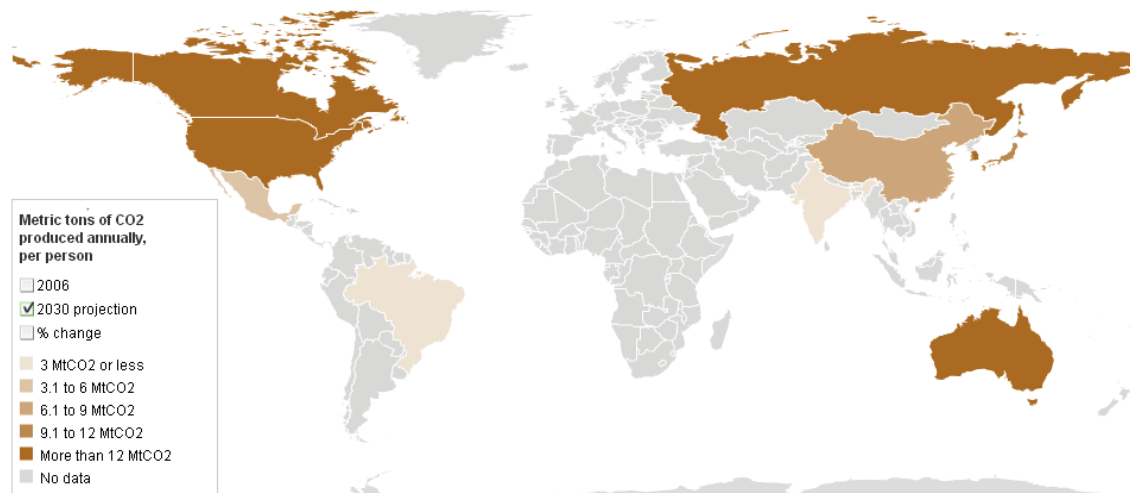 Metric tons of CO2
produced annually,
per person
2006
2030 projection
% change
3 MtCO2 or less
3.1 to 6 MtCO2
6.1 to 9 MtCO2
9.1 to 12 MtCO2
More than 12 MtCO2
No data